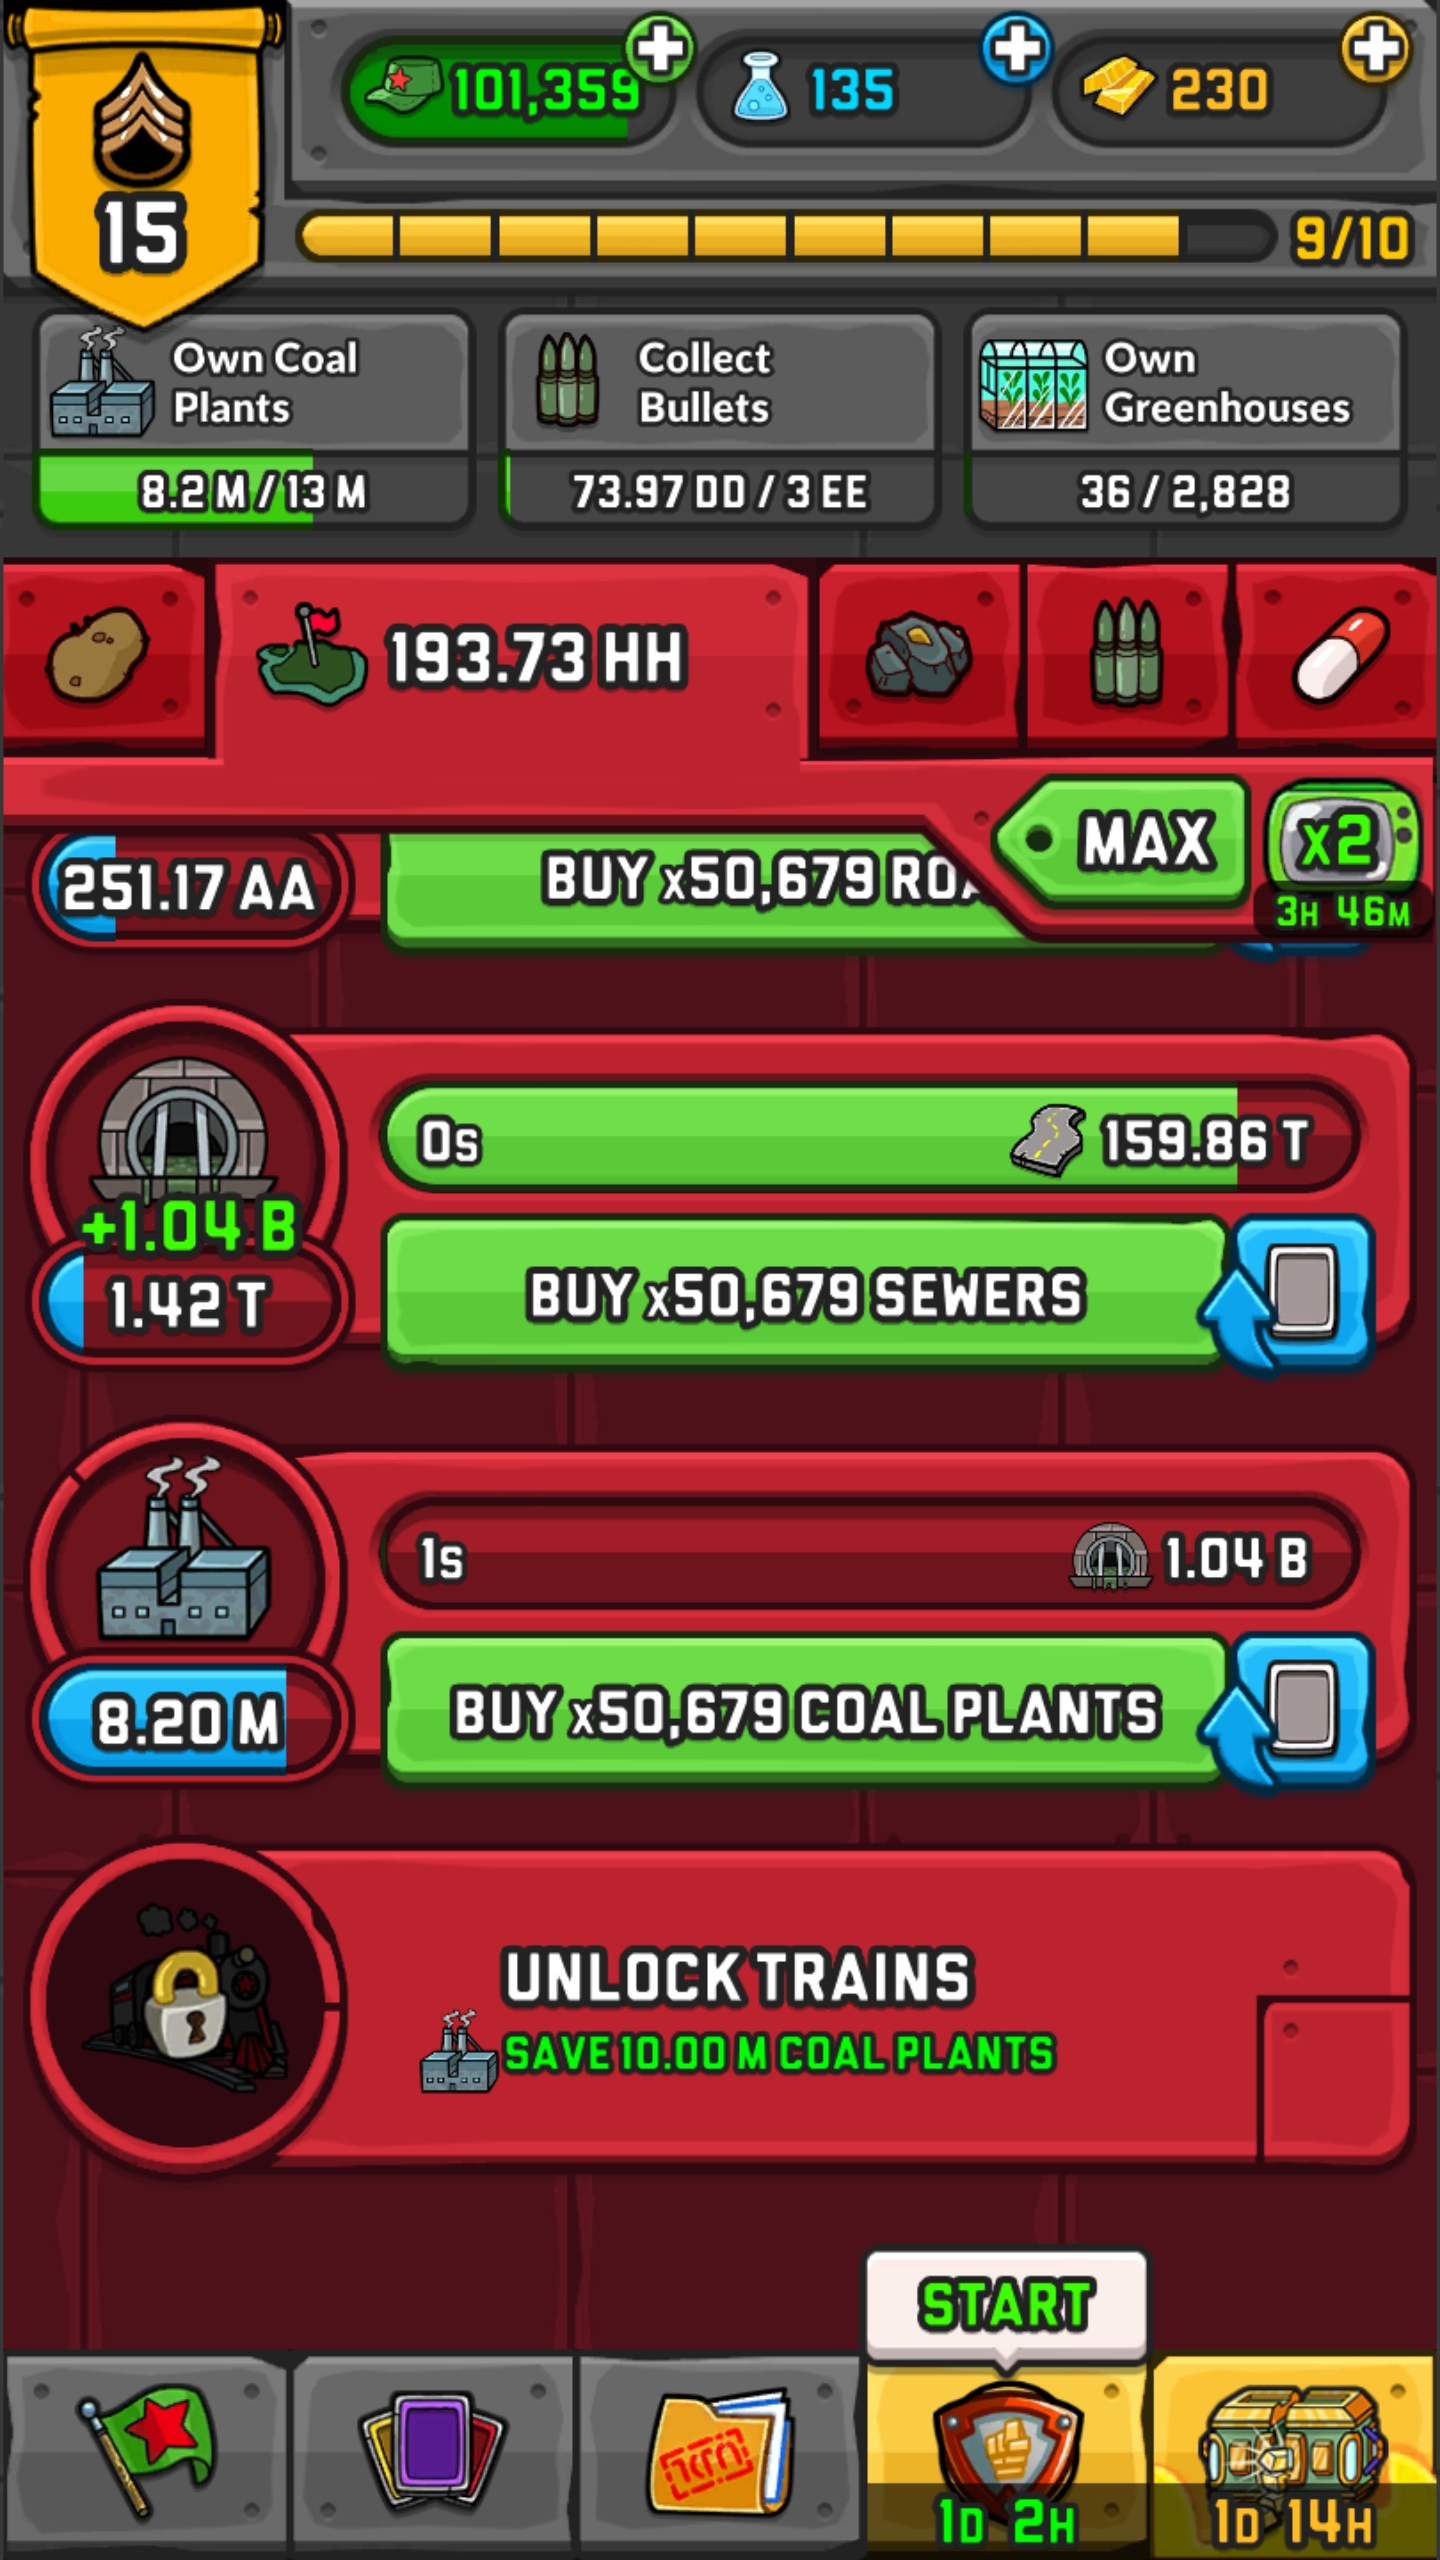 101,359
135
230
15
9/10
Own Coal
Plants
Collect
Bullets
Own
Greenhouses
8.2 M / 13 M
73.97 DD / 3 EE
36 / 2,828
193.73 HH
MAX
x2
3H 46M
251.17 AA
BUY x50,679
0s
159.86 T
+1.04 B
1.42 T
BUY x50,679 SEWERS
1s
1.04 B
8.20 M
BUY x50,679 COAL PLANTS
UNLOCK TRAINS
SAVE 10.00 M COAL PLANTS
START
1D 2H
1D 14H